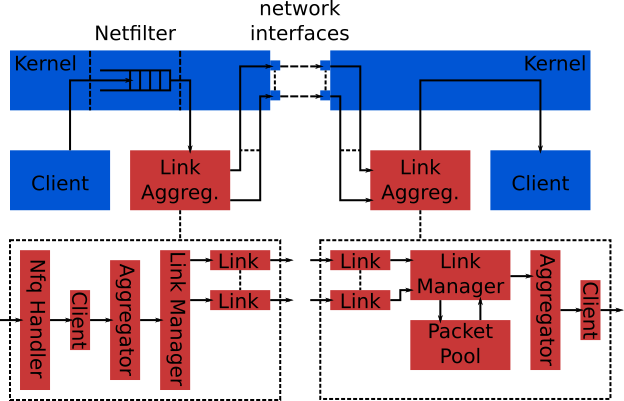 network
interfaces
Netfilter
Kernel
Kernel
Client
Link
Aggreg.
Link
Aggreg.
Client
Nfq Handler
Client
Aggregator
Link Manager
Link
Link
Link
Link
Link
Manager
Packet
Pool
Aggregator
Client